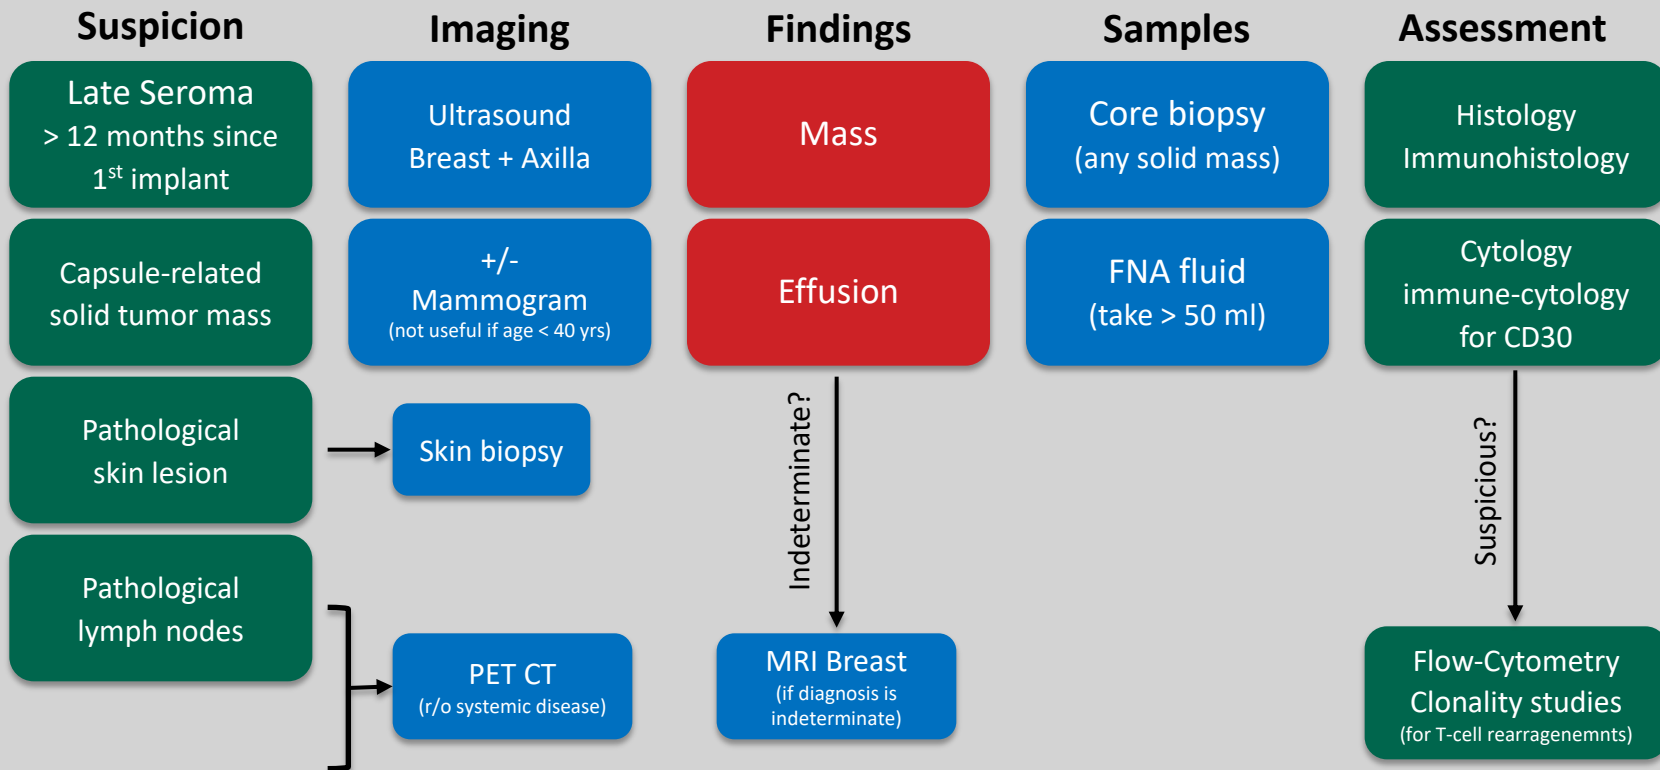 Suspicion
Late Seroma
> 12 months since
1st implant
Capsule-related
solid tumor mass
Pathological
skin lesion
Pathological
lymph nodes
Imaging
Ultrasound
Breast + Axilla
+/-
Mammogram
(not useful if age < 40 yrs)
Skin biopsy
PET CT
(r/o systemic disease)
Findings
Mass
Effusion
Indeterminate?
MRI Breast
(if diagnosis is
indeterminate)
Samples
Core biopsy
(any solid mass)
FNA fluid
(take > 50 ml)
Assessment
Histology
Immunohistology
Cytology
immune-cytology
for CD30
Suspicious?
Flow-Cytometry
Clonality studies
(for T-cell rearragenemnts)